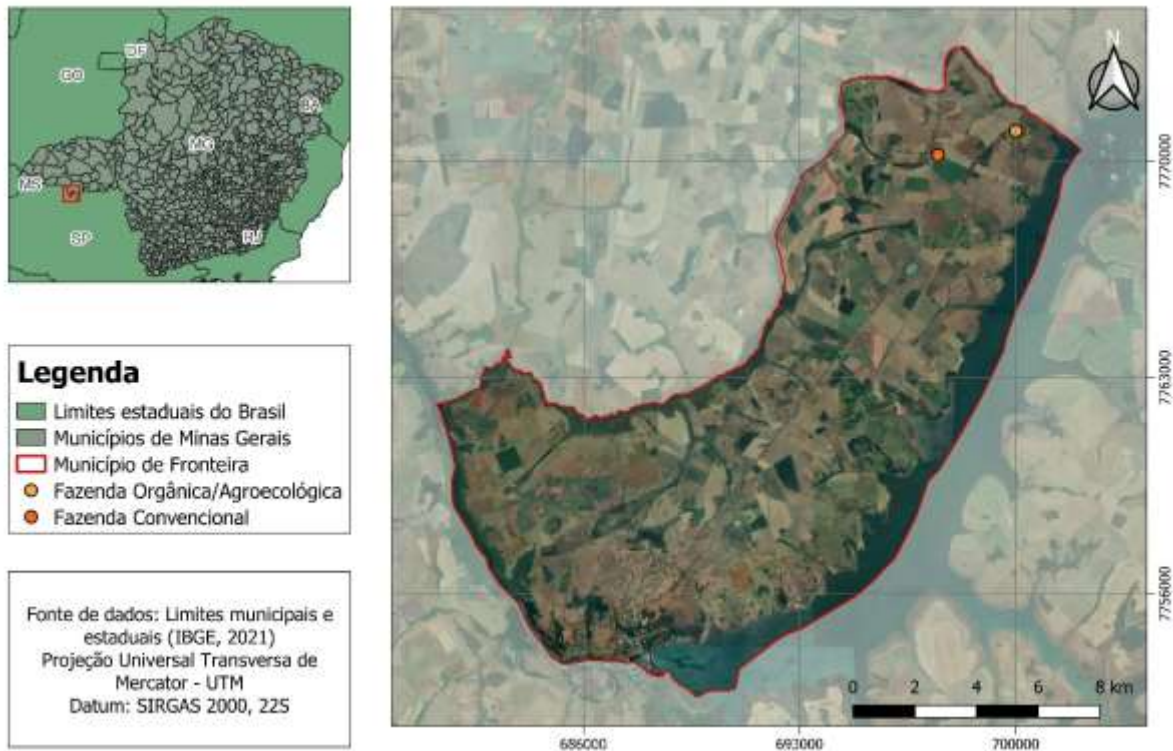 DF
GO
BA
MG
MS
SP
RJ
N
7770000
7763000
7756000
686000
693000
700000
0 2 4 6 8 km
Legenda
Limites estaduais do Brasil
Municípios de Minas Gerais
Município de Fronteira
Fazenda Orgânica/Agroecológica
Fazenda Convencional
Fonte de dados: Limites municipais e
estaduais (IBGE, 2021)
Projeção Universal Transversa de
Mercator - UTM
Datum: SIRGAS 2000, 22S